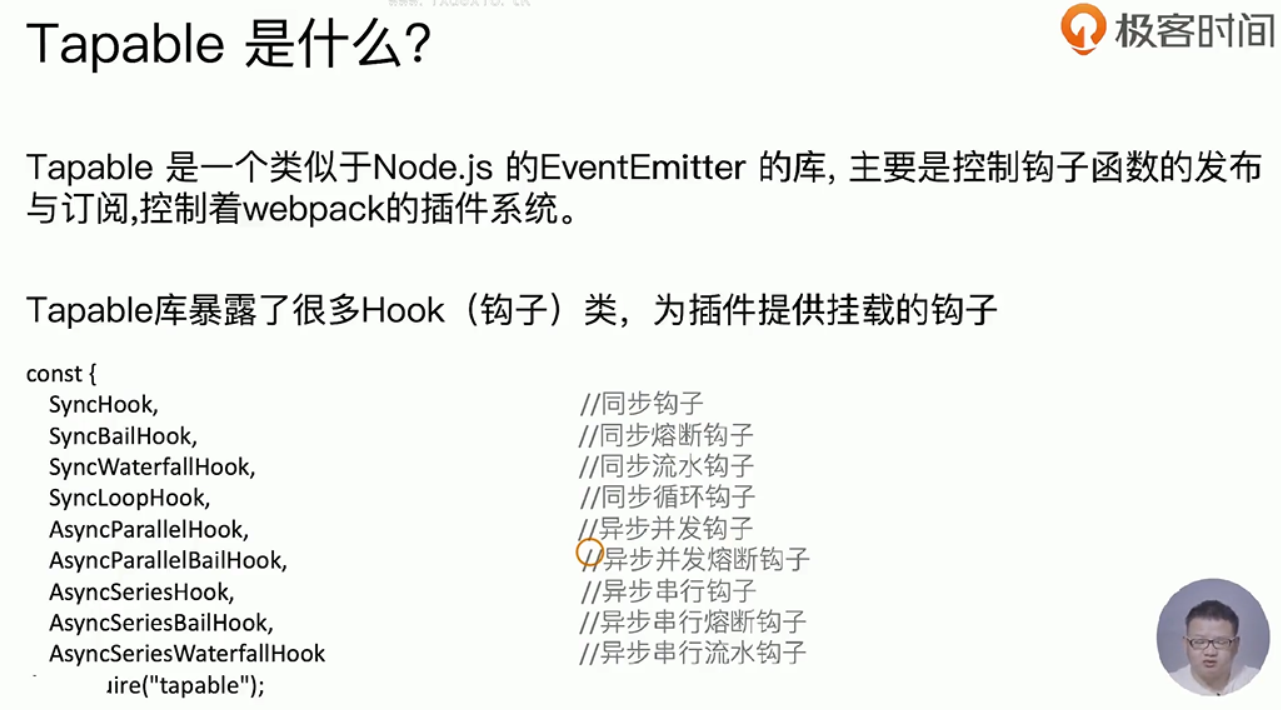 Tapable 是什么?
极客时间
Tapable 是一个类似于Node.js 的EventEmitter 的库, 主要是控制钩子函数的发布
与订阅,控制着webpack的插件系统。
Tapable库暴露了很多Hook（钩子）类，为插件提供挂载的钩子
const {
SyncHook, //同步钩子
SyncBailHook, //同步熔断钩子
SyncWaterfallHook, //同步流水钩子
SyncLoopHook, //同步循环钩子
AsyncParallelHook, //异步并发钩子
AsyncParallelBailHook, //异步并发熔断钩子
AsyncSeriesHook, //异步串行钩子
AsyncSeriesBailHook, //异步串行熔断钩子
AsyncSeriesWaterfallHook //异步串行流水钩子
ire("tapable");